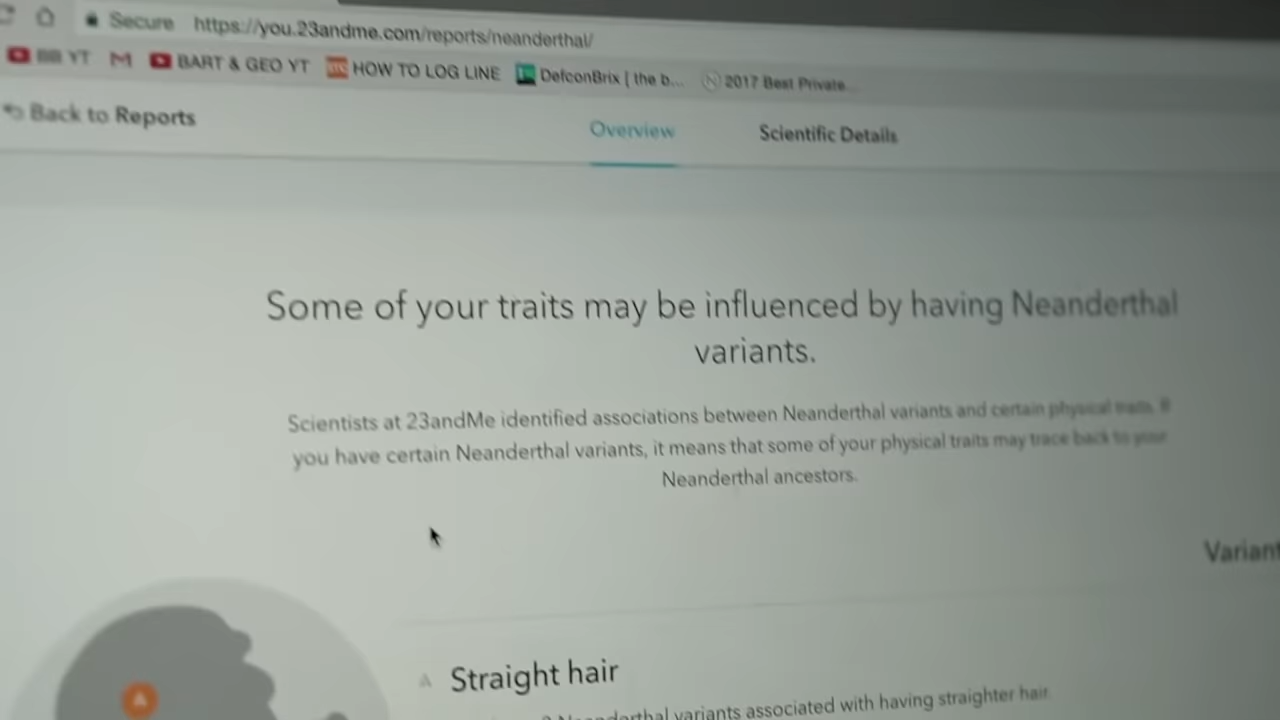 Secure https://you.23andme.com/reports/neanderthal/
BB YT BART & GEO YT HOW TO LOG LINE DefconBrix [ the b... 2017 Best Private...
Back to Reports Overview Scientific Details
Some of your traits may be influenced by having Neanderthal
variants.
Scientists at 23andMe identified associations between Neanderthal variants and certain physical traits. If
you have certain Neanderthal variants, it means that some of your physical traits may trace back to your
Neanderthal ancestors.
Variant
Straight hair
Neanderthal variants associated with having straighter hair